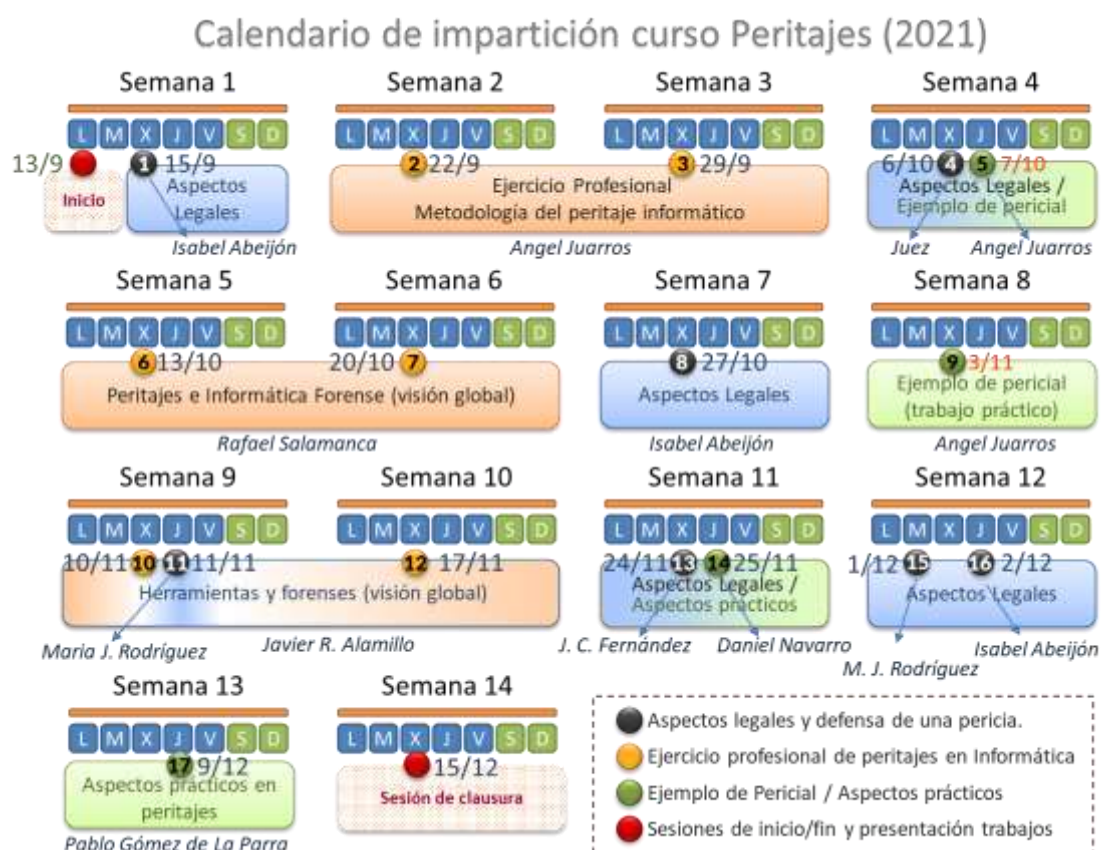 Calendario de impartición curso Peritajes (2021)
Semana 1
L M X J V S D
13/9
1 15/9
Inicio
Aspectos
Legales
Isabel Abeijón
Semana 2
L M X J V S D
2 22/9
Semana 3
L M X J V S D
3 29/9
Ejercicio Profesional
Metodología del peritaje informático
Angel Juarros
Semana 4
L M X J V S D
6/10 4 5 7/10
Aspectos Legales /
Ejemplo de pericial
Juez
Angel Juarros
Semana 5
L M X J V S D
6 13/10
Semana 6
L M X J V S D
20/10 7
Peritajes e Informática Forense (visión global)
Rafael Salamanca
Semana 7
L M X J V S D
8 27/10
Aspectos Legales
Isabel Abeijón
Semana 8
L M X J V S D
9 3/11
Ejemplo de pericial
(trabajo práctico)
Angel Juarros
Semana 9
L M X J V S D
10/11 10 11 11/11
Semana 10
L M X J V S D
12 17/11
Herramientas y forenses (visión global)
Maria J. Rodríguez
Javier R. Alamillo
Semana 11
L M X J V S D
24/11 13 14 25/11
Aspectos Legales /
Aspectos prácticos
J. C. Fernández
Daniel Navarro
Semana 12
L M X J V S D
1/12 15 16 2/12
Aspectos Legales
M. J. Rodríguez
Isabel Abeijón
Semana 13
L M X J V S D
17 9/12
Aspectos prácticos en
peritajes
Pablo Gómez de La Parra
Semana 14
L M X J V S D
15/12
Sesión de clausura
Aspectos legales y defensa de una pericia.
Ejercicio profesional de peritajes en Informática
Ejemplo de Pericial / Aspectos prácticos
Sesiones de inicio/fin y presentación trabajos